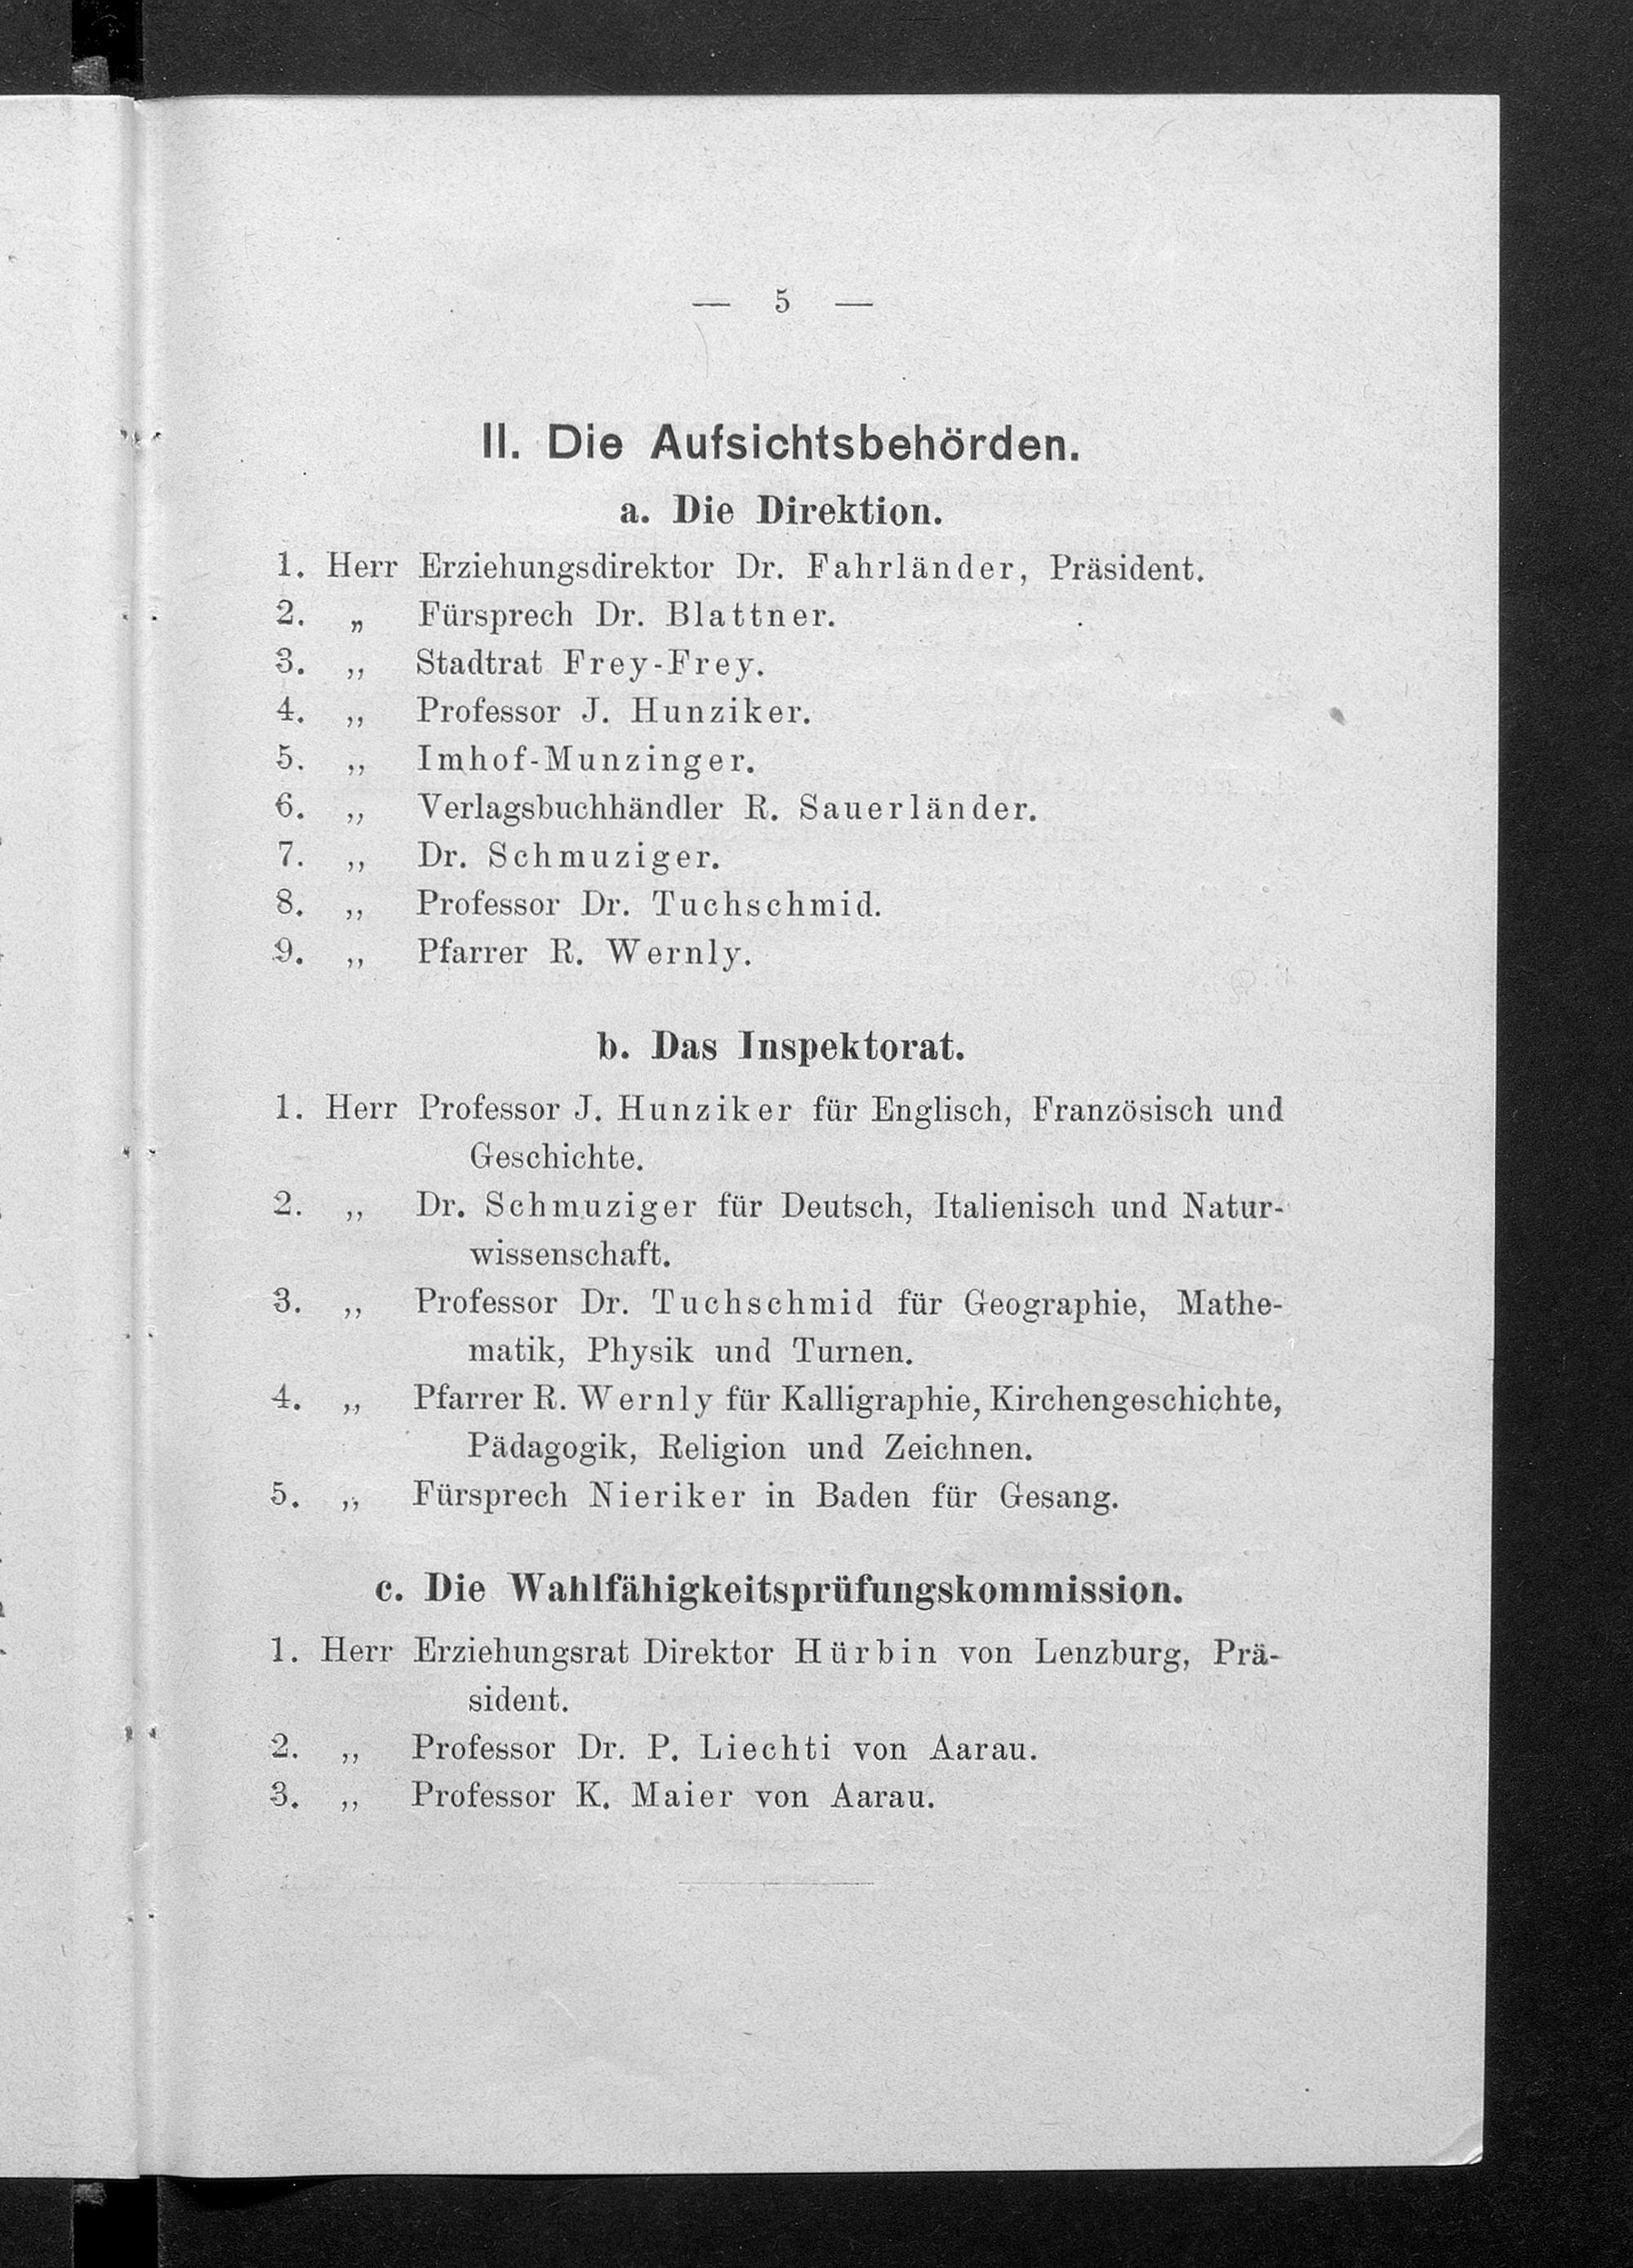 — 5 —
II. Die Aufsichtsbehörden.
a. Die Direktion.
1. Herr Erziehungsdirektor Dr. Fahrländer, Präsident.
2. „ Fürsprech Dr. Blattner.
3. „ Stadtrat Frey-Frey.
4. „ Professor J. Hunziker.
5. „ Imhof-Munzinger.
6. „ Verlagsbuchhändler R. Sauerländer.
7. „ Dr. Schmuziger.
8. „ Professor Dr. Tuchschmid.
9. „ Pfarrer R. Wernly.
b. Das Inspektorat.
1. Herr Professor J. Hunziker für Englisch, Französisch und
Geschichte.
2. „ Dr. Schmuziger für Deutsch, Italienisch und Natur-
wissenschaft.
3. „ Professor Dr. Tuchschmid für Geographie, Mathe-
matik, Physik und Turnen.
4. „ Pfarrer R. Wernly für Kalligraphie, Kirchengeschichte,
Pädagogik, Religion und Zeichnen.
5. „ Fürsprech Nieriker in Baden für Gesang.
c. Die Wahlfähigkeitsprüfungskommission.
1. Herr Erziehungsrat Direktor Hürbin von Lenzburg, Prä-
sident.
2. „ Professor Dr. P. Liechti von Aarau.
3. „ Professor K. Maier von Aarau.